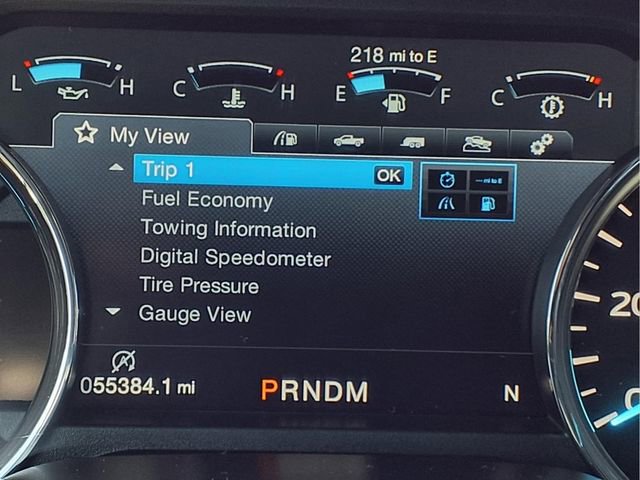 218 mi to E
L H C H E F C H
My View
Trip 1 OK
--- mi to E
Fuel Economy
Towing Information
Digital Speedometer
Tire Pressure
Gauge View
055384.1 mi PRNDM N
20
0